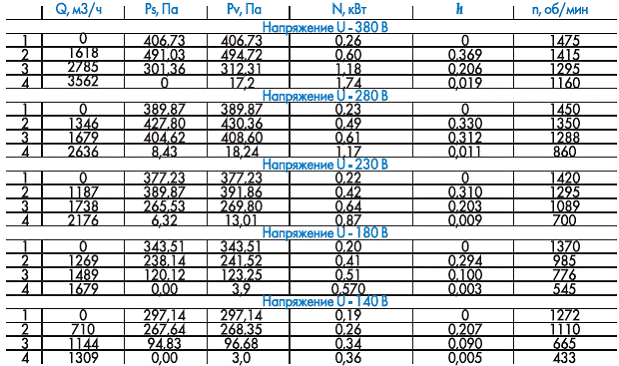 Q, м3/ч Ps, Па Pv, Па N, кВт h n, об/мин
Напряжение U - 380 В
1 0 406,73 406,73 0,26 0 1475
2 1618 491,03 494,72 0,60 0,369 1415
3 2785 301,36 312,31 1,18 0,206 1295
4 3562 0 17,2 1,74 0,019 1160
Напряжение U - 280 В
1 0 389,87 389,87 0,23 0 1450
2 1346 427,80 430,36 0,49 0,330 1350
3 1679 404,62 408,60 0,61 0,312 1288
4 2636 8,43 18,24 1,17 0,011 860
Напряжение U - 230 В
1 0 377,23 377,23 0,22 0 1420
2 1187 389,87 391,86 0,42 0,310 1295
3 1738 265,53 269,80 0,64 0,203 1089
4 2176 6,32 13,01 0,87 0,009 700
Напряжение U - 180 В
1 0 343,51 343,51 0,20 0 1370
2 1269 238,14 241,52 0,41 0,294 985
3 1489 120,12 123,25 0,51 0,100 776
4 1679 0,00 3,9 0,570 0,003 545
Напряжение U - 140 В
1 0 297,14 297,14 0,19 0 1272
2 710 267,64 268,35 0,26 0,207 1110
3 1144 94,83 96,68 0,34 0,090 665
4 1309 0,00 3,0 0,36 0,005 433